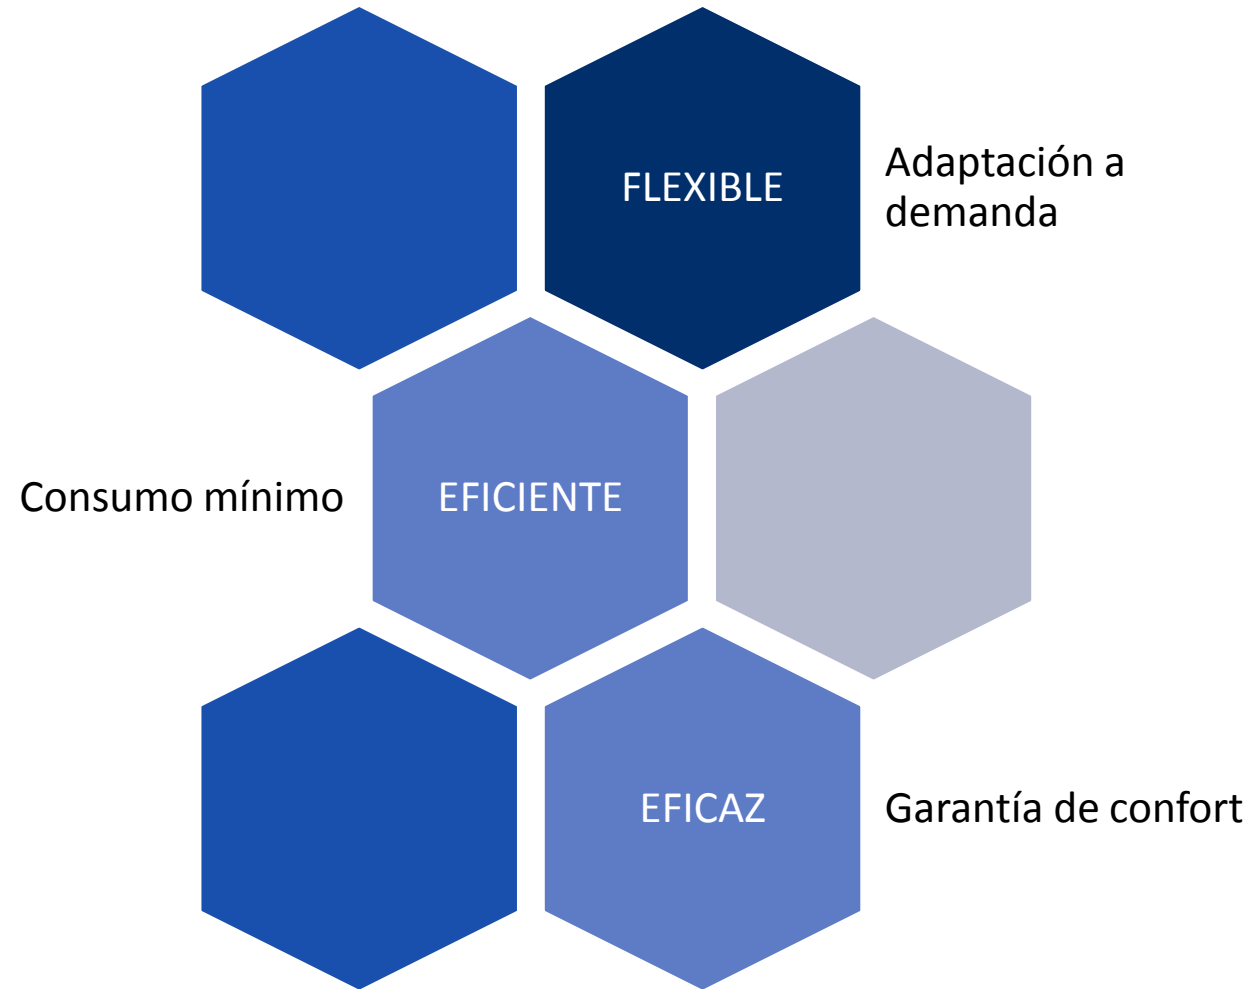 FLEXIBLE
Adaptación a
demanda
Consumo mínimo
EFICIENTE
EFICAZ
Garantía de confort